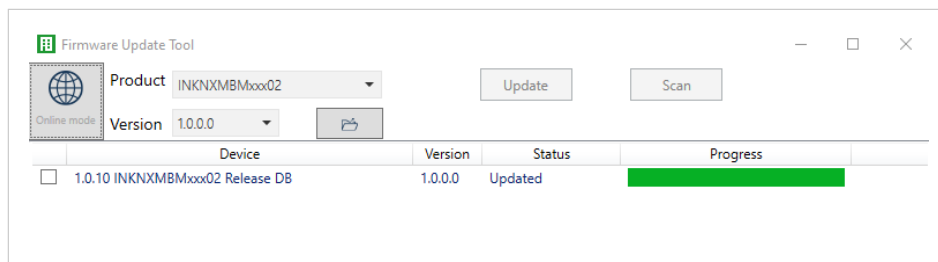 Firmware Update Tool
Product INKNXMBMxxx02 Update Scan
Online mode
Version 1.0.0.0
Device Version Status Progress
1.0.10 INKNXMBMxxx02 Release DB 1.0.0.0 Updated